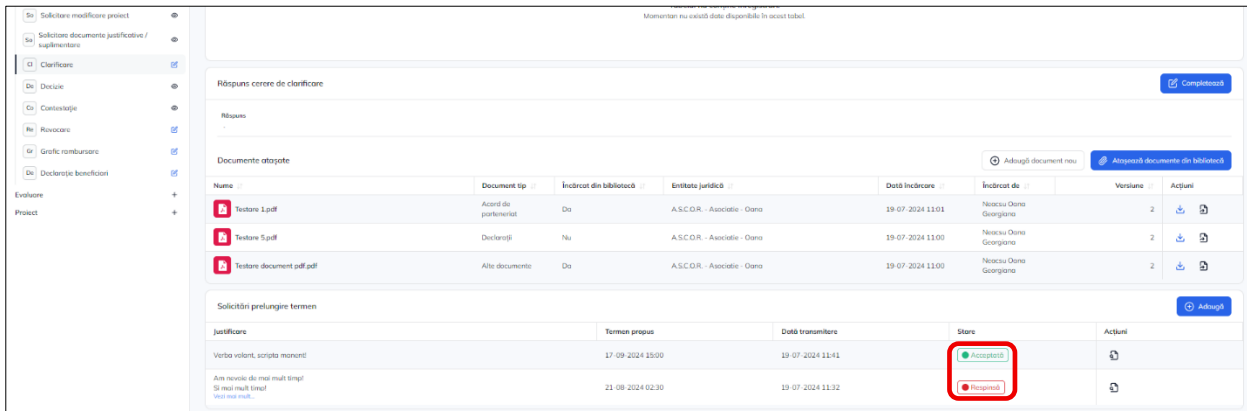 So Solicitare modificare proiect
Momentan nu există date disponibile în acest tabel.
So Solicitare documente justificative /
suplimentare
Cl Clarificare
De Decizie
Răspuns cerere de clarificare
Completează
Co Contestație
Re Revocare
Răspuns
-
Gr Grafic rambursare
De Declarație beneficiari
Documente atașate
Adaugă document nou
Atașează documente din bibliotecă
Evaluare +
Proiect +
Nume Document tip Încărcat din bibliotecă Entitate juridică Dată încărcare Încărcat de Versiune Acțiuni
Testare 1.pdf Acord de parteneriat Da A.S.C.O.R. - Asociatie - Oana 19-07-2024 11:01 Neacsu Oana Georgiana 2
Testare 5.pdf Declarații Nu A.S.C.O.R. - Asociatie - Oana 19-07-2024 11:00 Neacsu Oana Georgiana 2
Testare document pdf.pdf Alte documente Da A.S.C.O.R. - Asociatie - Oana 19-07-2024 11:00 Neacsu Oana Georgiana 2
Solicitări prelungire termen
Adaugă
Justificare Termen propus Dată transmitere Stare Acțiuni
Verba volant, scripta manent! 17-09-2024 15:00 19-07-2024 11:41 Acceptată
Am nevoie de mai mult timp!
Si mai mult timp! 21-08-2024 02:30 19-07-2024 11:32 Respinsă
Vezi mai mult...